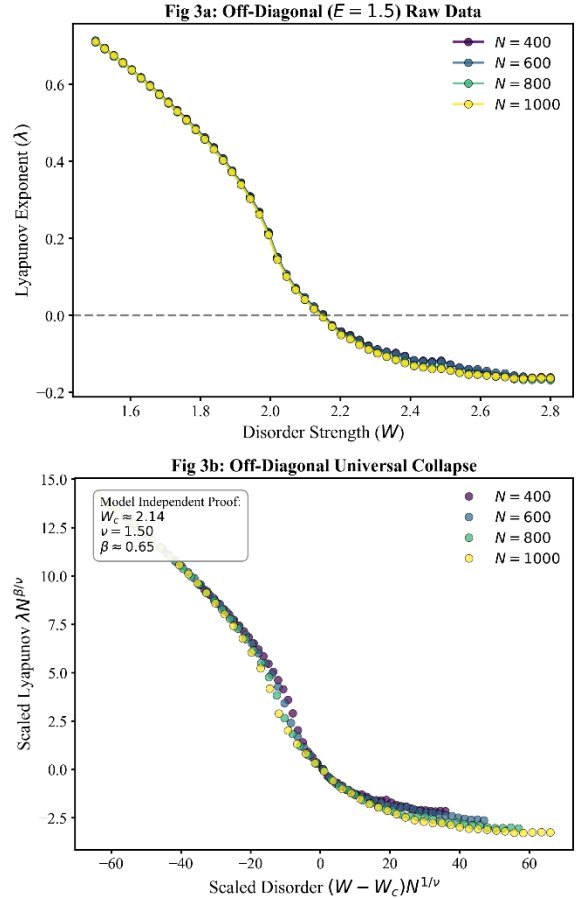 Fig 3a: Off-Diagonal (E = 1.5) Raw Data
Lyapunov Exponent (λ)
0.6
0.4
0.2
0.0
−0.2
N = 400
N = 600
N = 800
N = 1000
1.6 1.8 2.0 2.2 2.4 2.6 2.8
Disorder Strength (W)
Fig 3b: Off-Diagonal Universal Collapse
Scaled Lyapunov λN^{β/ν}
15.0
12.5
10.0
7.5
5.0
2.5
0.0
−2.5
Model Independent Proof:
W_c ≈ 2.14
ν = 1.50
β ≈ 0.65
N = 400
N = 600
N = 800
N = 1000
−60 −40 −20 0 20 40 60
Scaled Disorder (W − W_c)N^{1/ν}